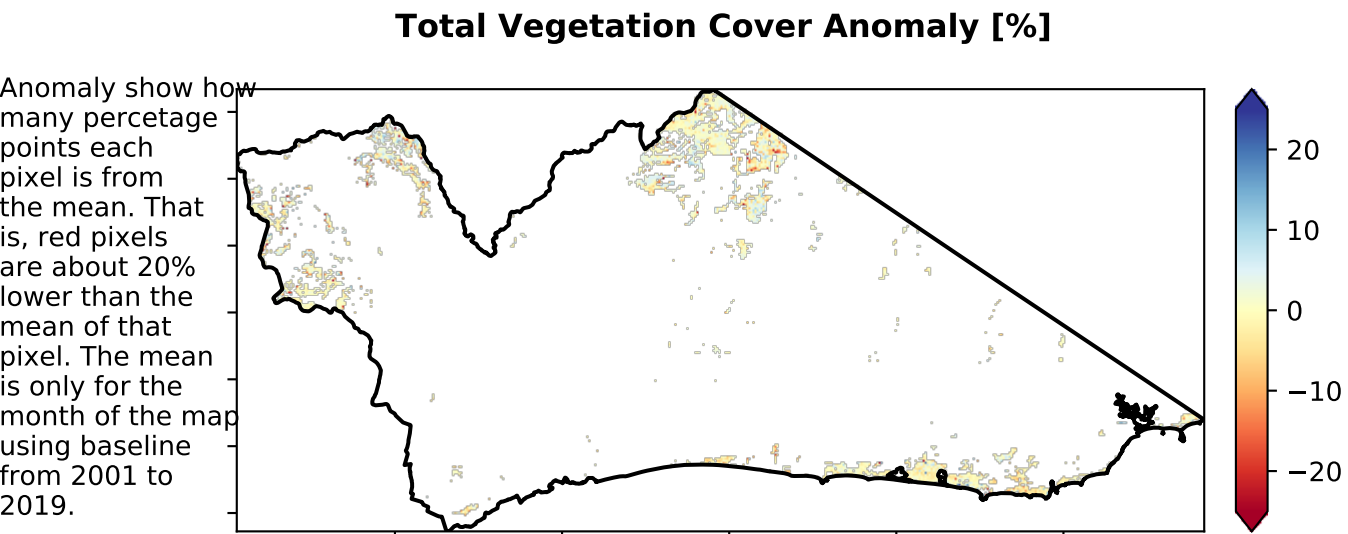 Total Vegetation Cover Anomaly [%]
Anomaly show how
many percetage
points each
pixel is from
the mean. That
is, red pixels
are about 20%
lower than the
mean of that
pixel. The mean
is only for the
month of the map
using baseline
from 2001 to
2019.
20
10
0
−10
−20